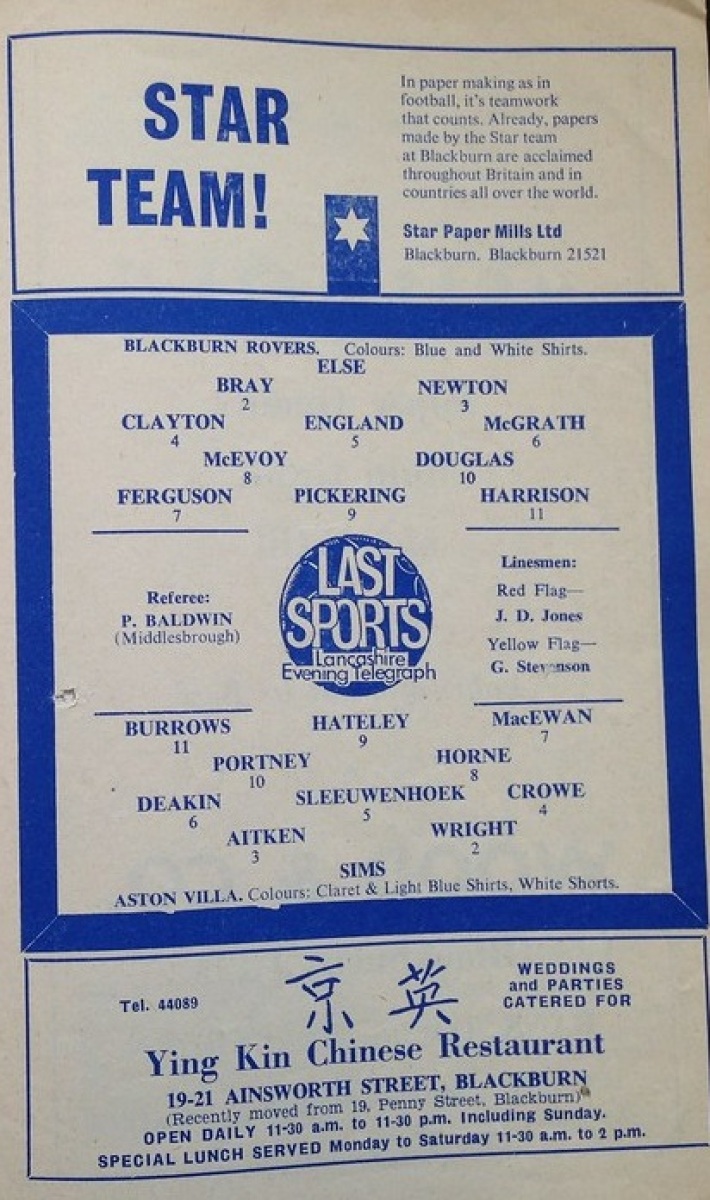 STAR
TEAM!
In paper making as in
football, it's teamwork
that counts. Already, papers
made by the Star team
at Blackburn are acclaimed
throughout Britain and in
countries all over the world.
Star Paper Mills Ltd
Blackburn. Blackburn 21521
BLACKBURN ROVERS. Colours: Blue and White Shirts.
ELSE
BRAY NEWTON
2 3
CLAYTON ENGLAND McGRATH
4 5 6
McEVOY DOUGLAS
8 10
FERGUSON PICKERING HARRISON
7 9 11
Referee:
P. BALDWIN
(Middlesbrough)
LAST
SPORTS
Lancashire
Evening Telegraph
Linesmen:
Red Flag—
J. D. Jones
Yellow Flag—
G. Stevenson
BURROWS HATELEY MacEWAN
11 9 7
PORTNEY HORNE
10 8
DEAKIN SLEEUWENHOEK CROWE
6 5 4
AITKEN WRIGHT
3 2
SIMS
ASTON VILLA. Colours: Claret & Light Blue Shirts, White Shorts.
Tel. 44089
京英
WEDDINGS
and PARTIES
CATERED FOR
Ying Kin Chinese Restaurant
19-21 AINSWORTH STREET, BLACKBURN
(Recently moved from 19, Penny Street, Blackburn)
OPEN DAILY 11-30 a.m. to 11-30 p.m. Including Sunday.
SPECIAL LUNCH SERVED Monday to Saturday 11-30 a.m. to 2 p.m.